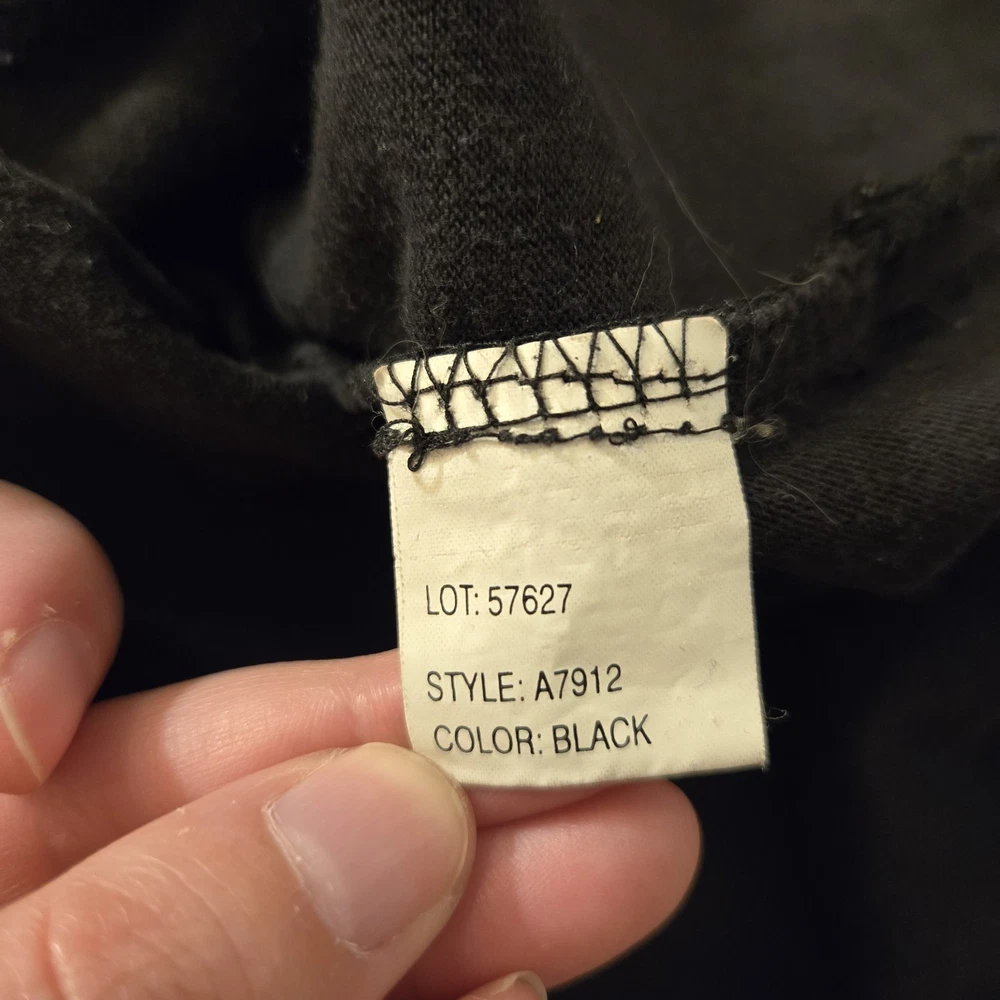 LOT: 57627
STYLE: A7912
COLOR: BLACK